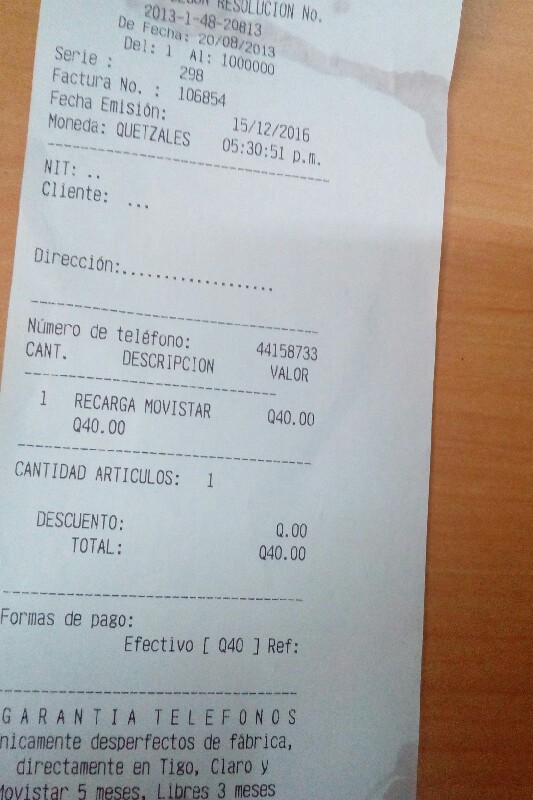 RESOLUCION No.
2013-1-48-20813
De Fecha: 20/08/2013
Del: 1 Al: 1000000
Serie : 298
Factura No. : 106854
Fecha Emisión: 15/12/2016
Moneda: QUETZALES 05:30:51 p.m.
NIT: ..
Cliente: ...
Dirección:...................
Número de teléfono: 44158733
CANT. DESCRIPCION VALOR
1 RECARGA MOVISTAR Q40.00
Q40.00
CANTIDAD ARTICULOS: 1
DESCUENTO: Q.00
TOTAL: Q40.00
Formas de pago:
Efectivo [ Q40 ] Ref:
G A R A N T I A T E L E F O N O S
nicamente desperfectos de fábrica,
directamente en Tigo, Claro y
Movistar 5 meses, Libres 3 meses